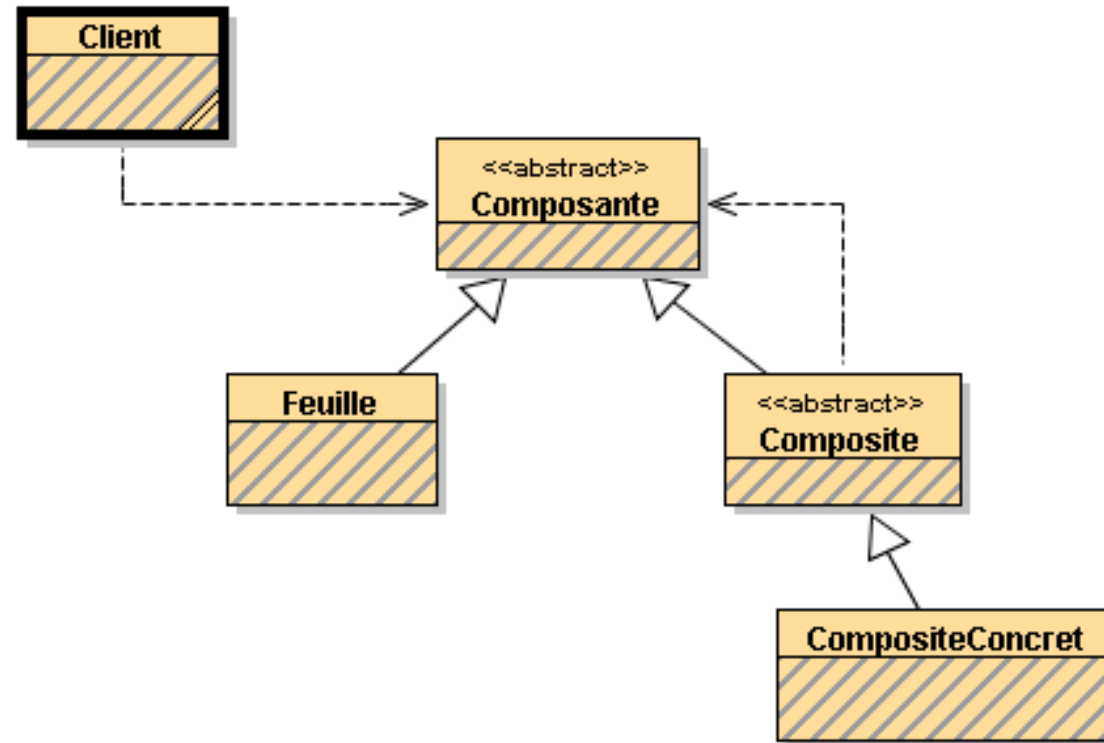 Client
<<abstract>>
Composante
Feuille
<<abstract>>
Composite
CompositeConcret